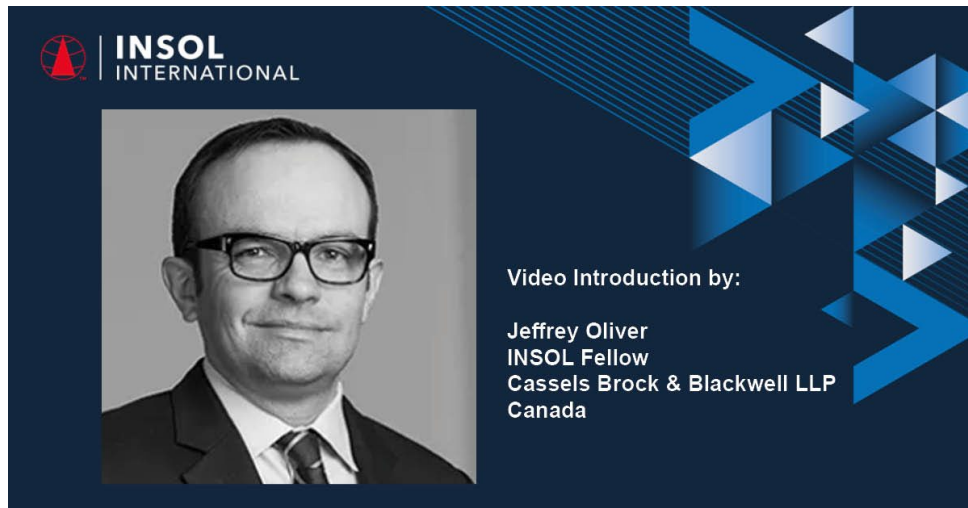 INSOL
INTERNATIONAL
Video Introduction by:
Jeffrey Oliver
INSOL Fellow
Cassels Brock & Blackwell LLP
Canada